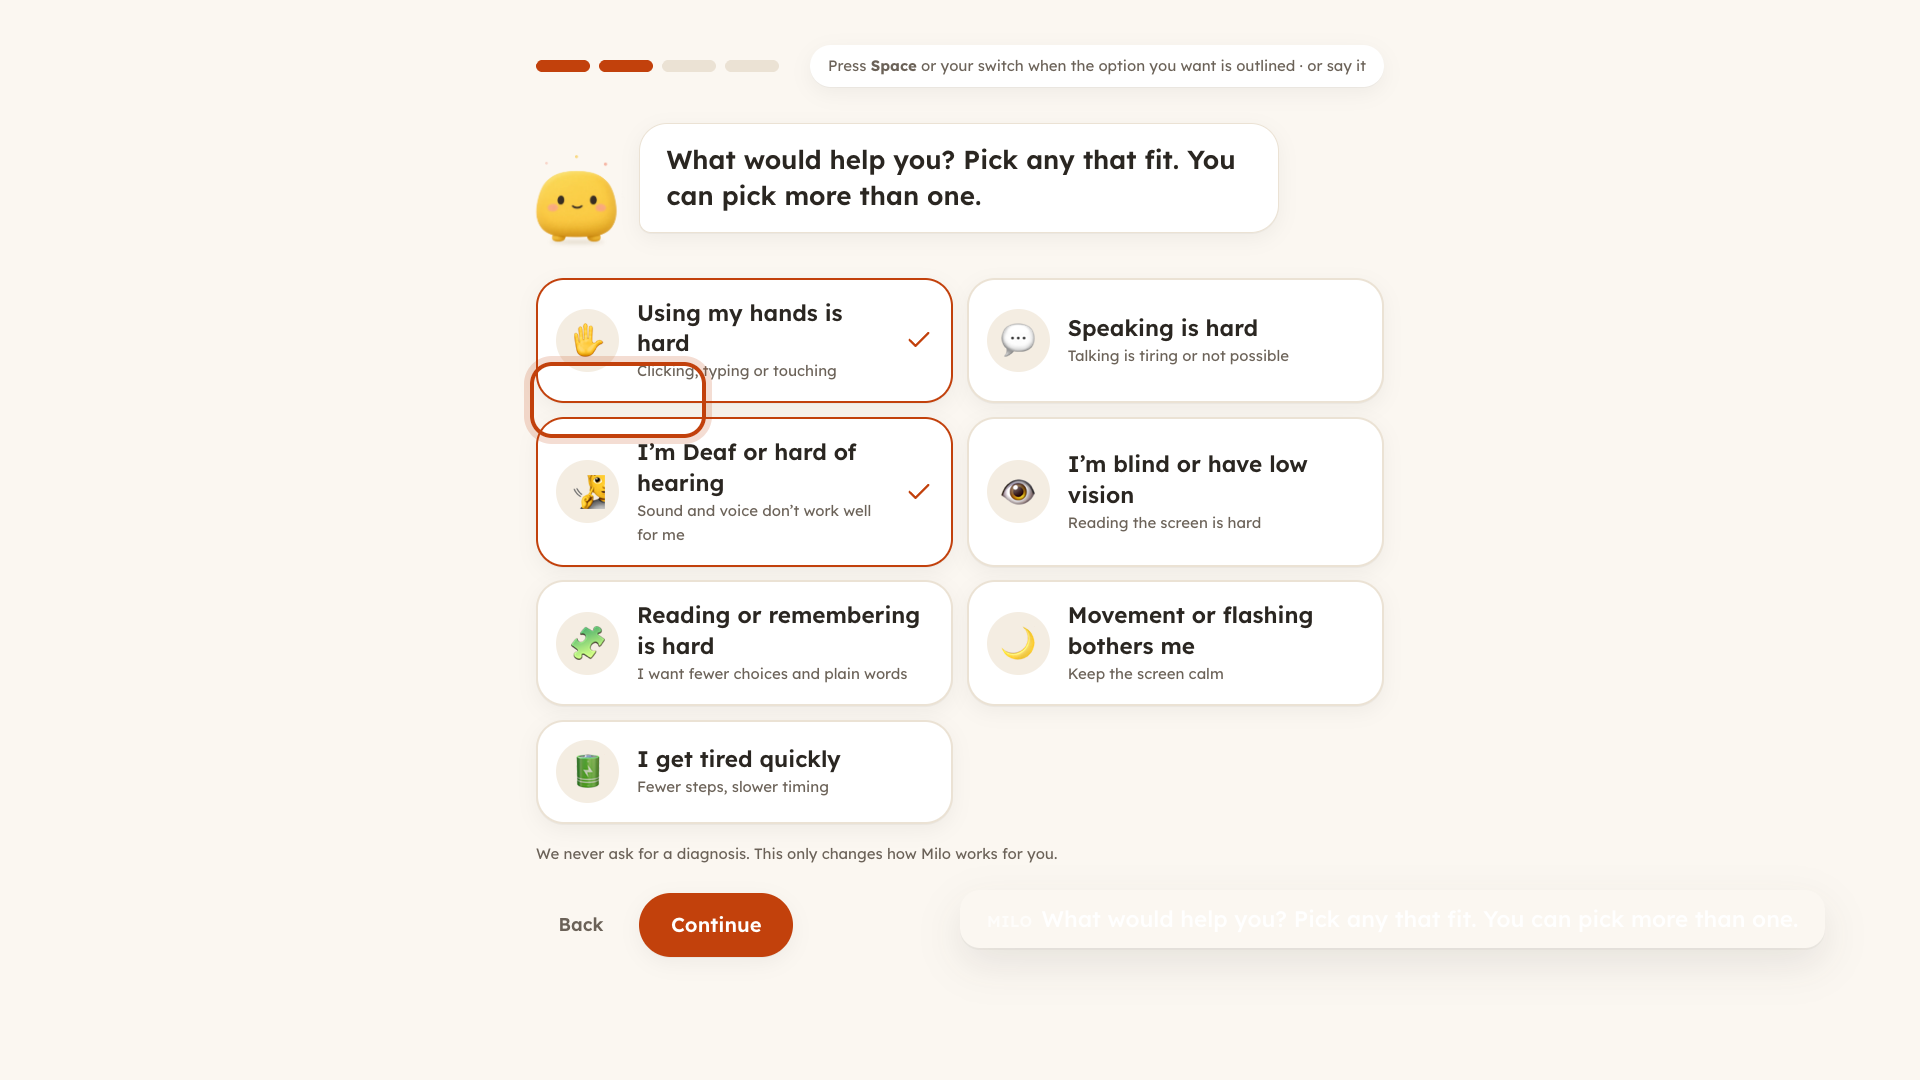 Press Space or your switch when the option you want is outlined · or say it
What would help you? Pick any that fit. You
can pick more than one.
Using my hands is
hard
Clicking, typing or touching
Speaking is hard
Talking is tiring or not possible
I’m Deaf or hard of
hearing
Sound and voice don’t work well
for me
I’m blind or have low
vision
Reading the screen is hard
Reading or remembering
is hard
I want fewer choices and plain words
Movement or flashing
bothers me
Keep the screen calm
I get tired quickly
Fewer steps, slower timing
We never ask for a diagnosis. This only changes how Milo works for you.
Back
Continue
MILO What would help you? Pick any that fit. You can pick more than one.